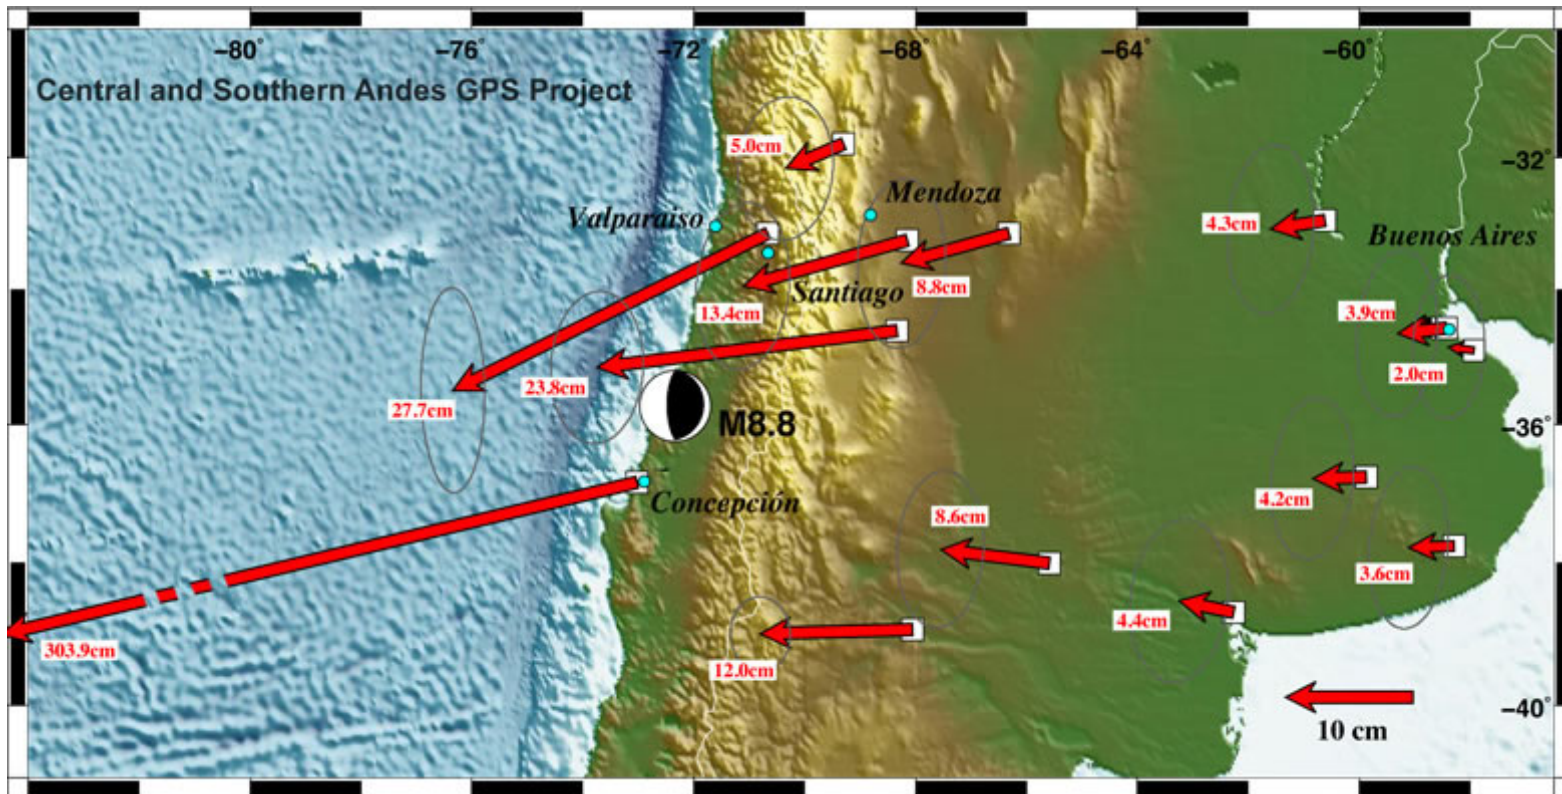 −80° −76° −72 −68° −64° −60°
Central and Southern Andes GPS Project
5.0cm
−32°
Mendoza
Valparaiso
4.3cm
Buenos Aires
8.8cm
Santiago
13.4cm
3.9cm
2.0cm
23.8cm
27.7cm
M8.8
−36°
Concepción
4.2cm
8.6cm
3.6cm
4.4cm
303.9cm
12.0cm
−40°
10 cm